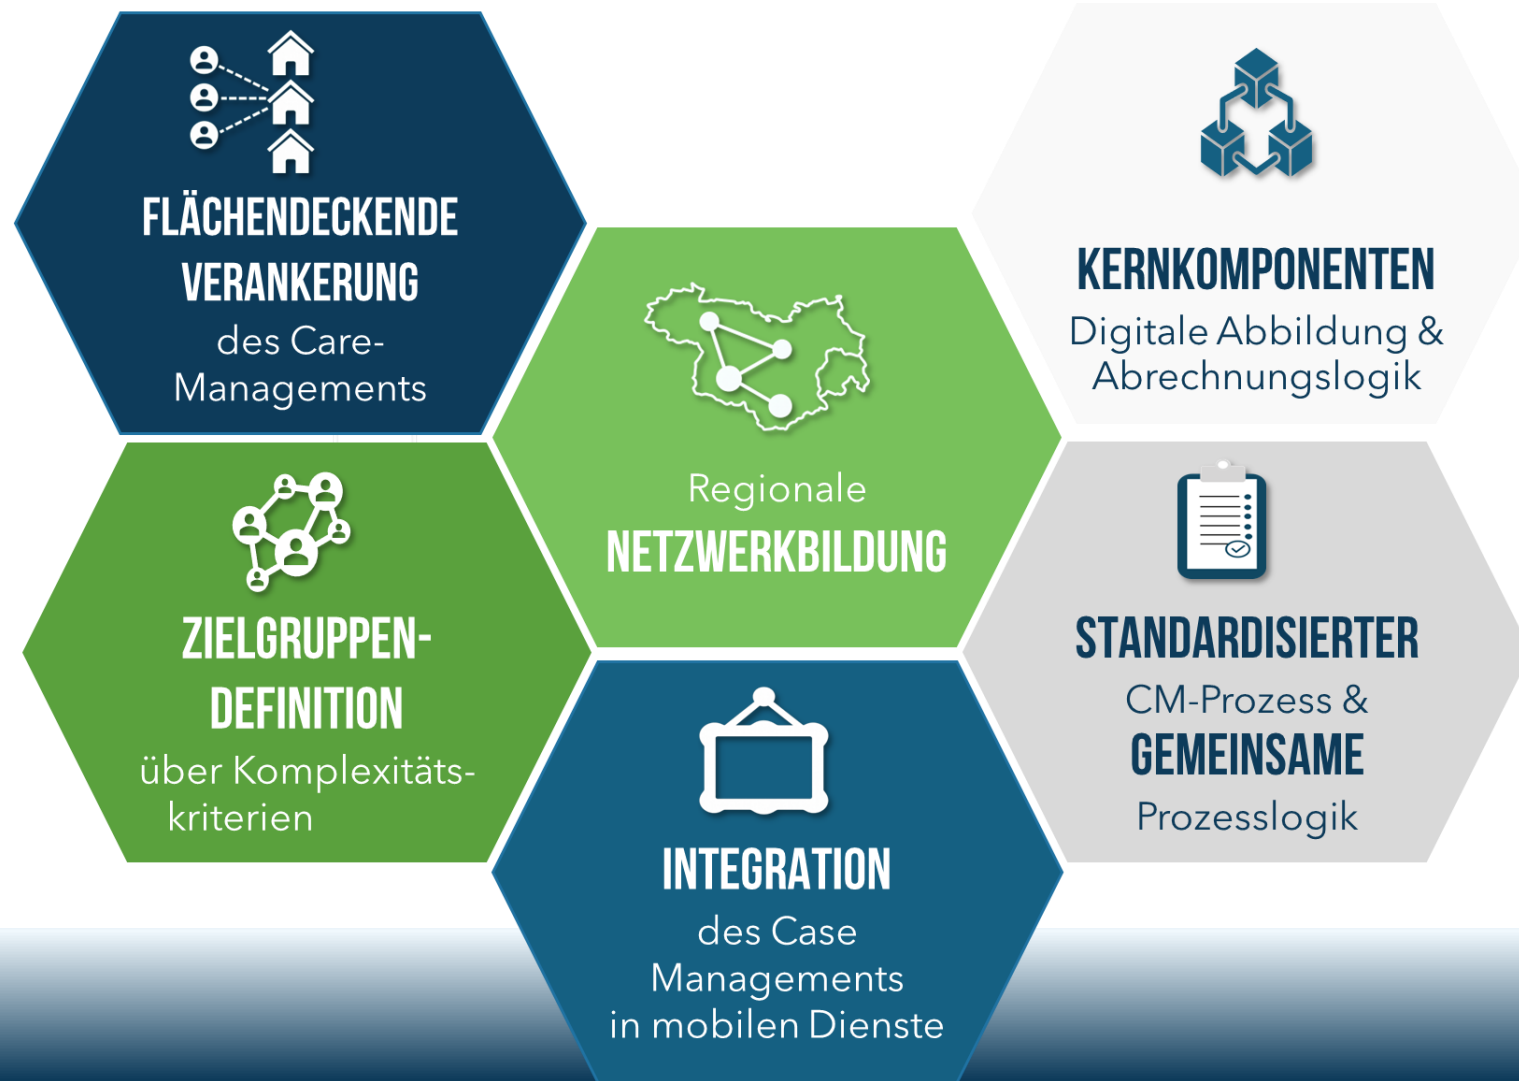 FLÄCHENDECKENDE
VERANKERUNG
des Care-
Managements
ZIELGRUPPEN-
DEFINITION
über Komplexitäts-
kriterien
Regionale
NETZWERKBILDUNG
INTEGRATION
des Case
Managements
in mobilen Dienste
KERNKOMPONENTEN
Digitale Abbildung &
Abrechnungslogik
STANDARDISIERTER
CM-Prozess &
GEMEINSAME
Prozesslogik